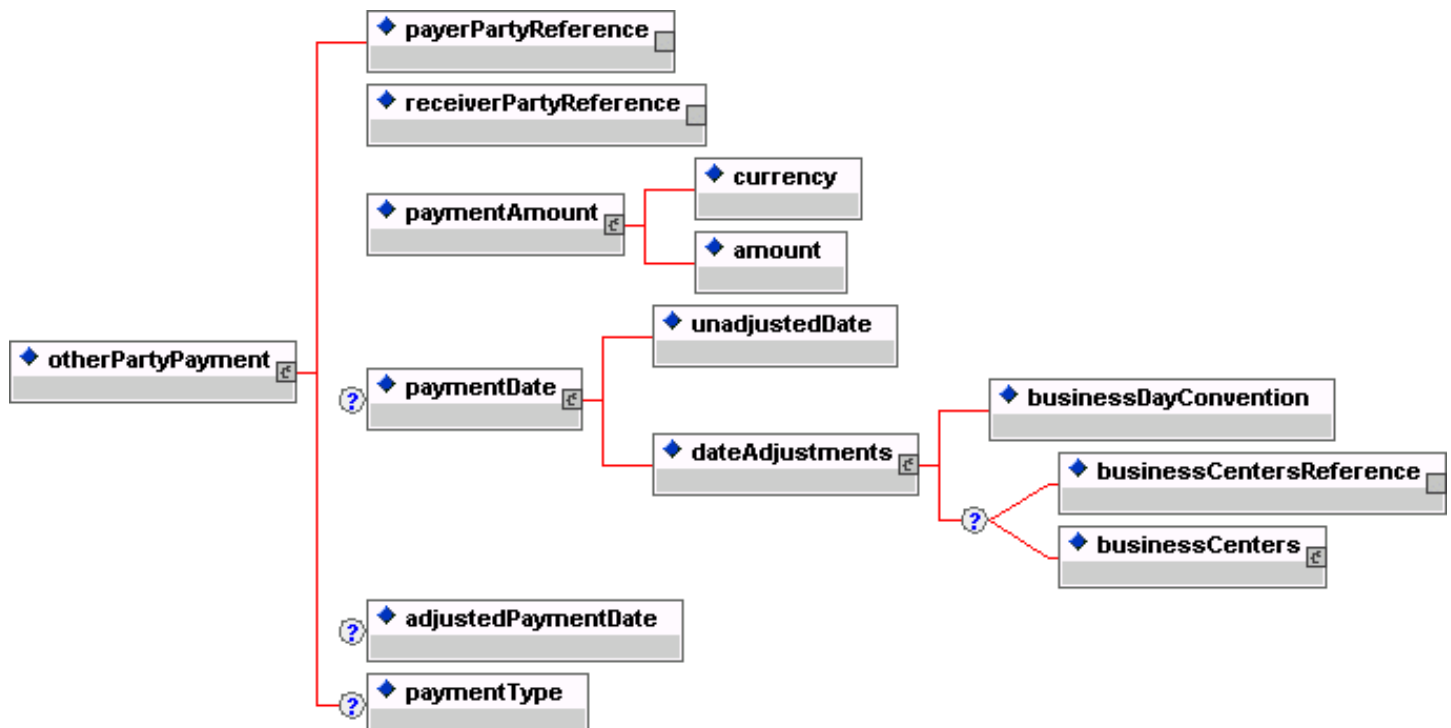 payerPartyReference
receiverPartyReference
currency
paymentAmount
amount
unadjustedDate
otherPartyPayment
? paymentDate
businessDayConvention
dateAdjustments
businessCentersReference
?
businessCenters
? adjustedPaymentDate
? paymentType